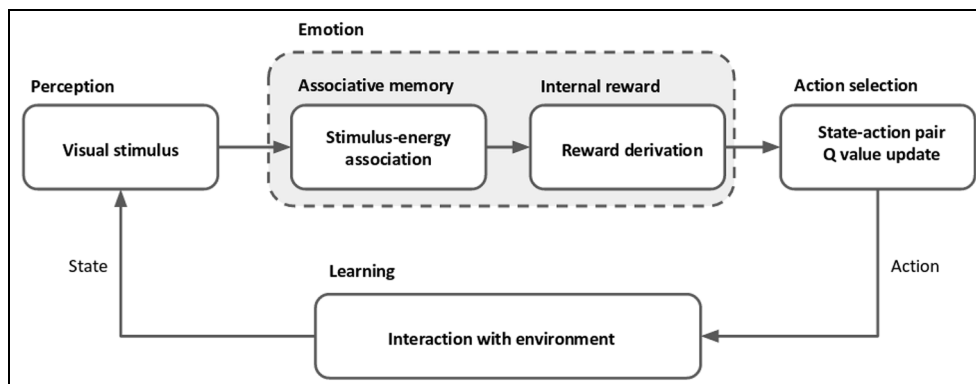 Emotion
Perception
Associative memory
Internal reward
Action selection
Visual stimulus
Stimulus-energy
association
Reward derivation
State-action pair
Q value update
State
Learning
Action
Interaction with environment